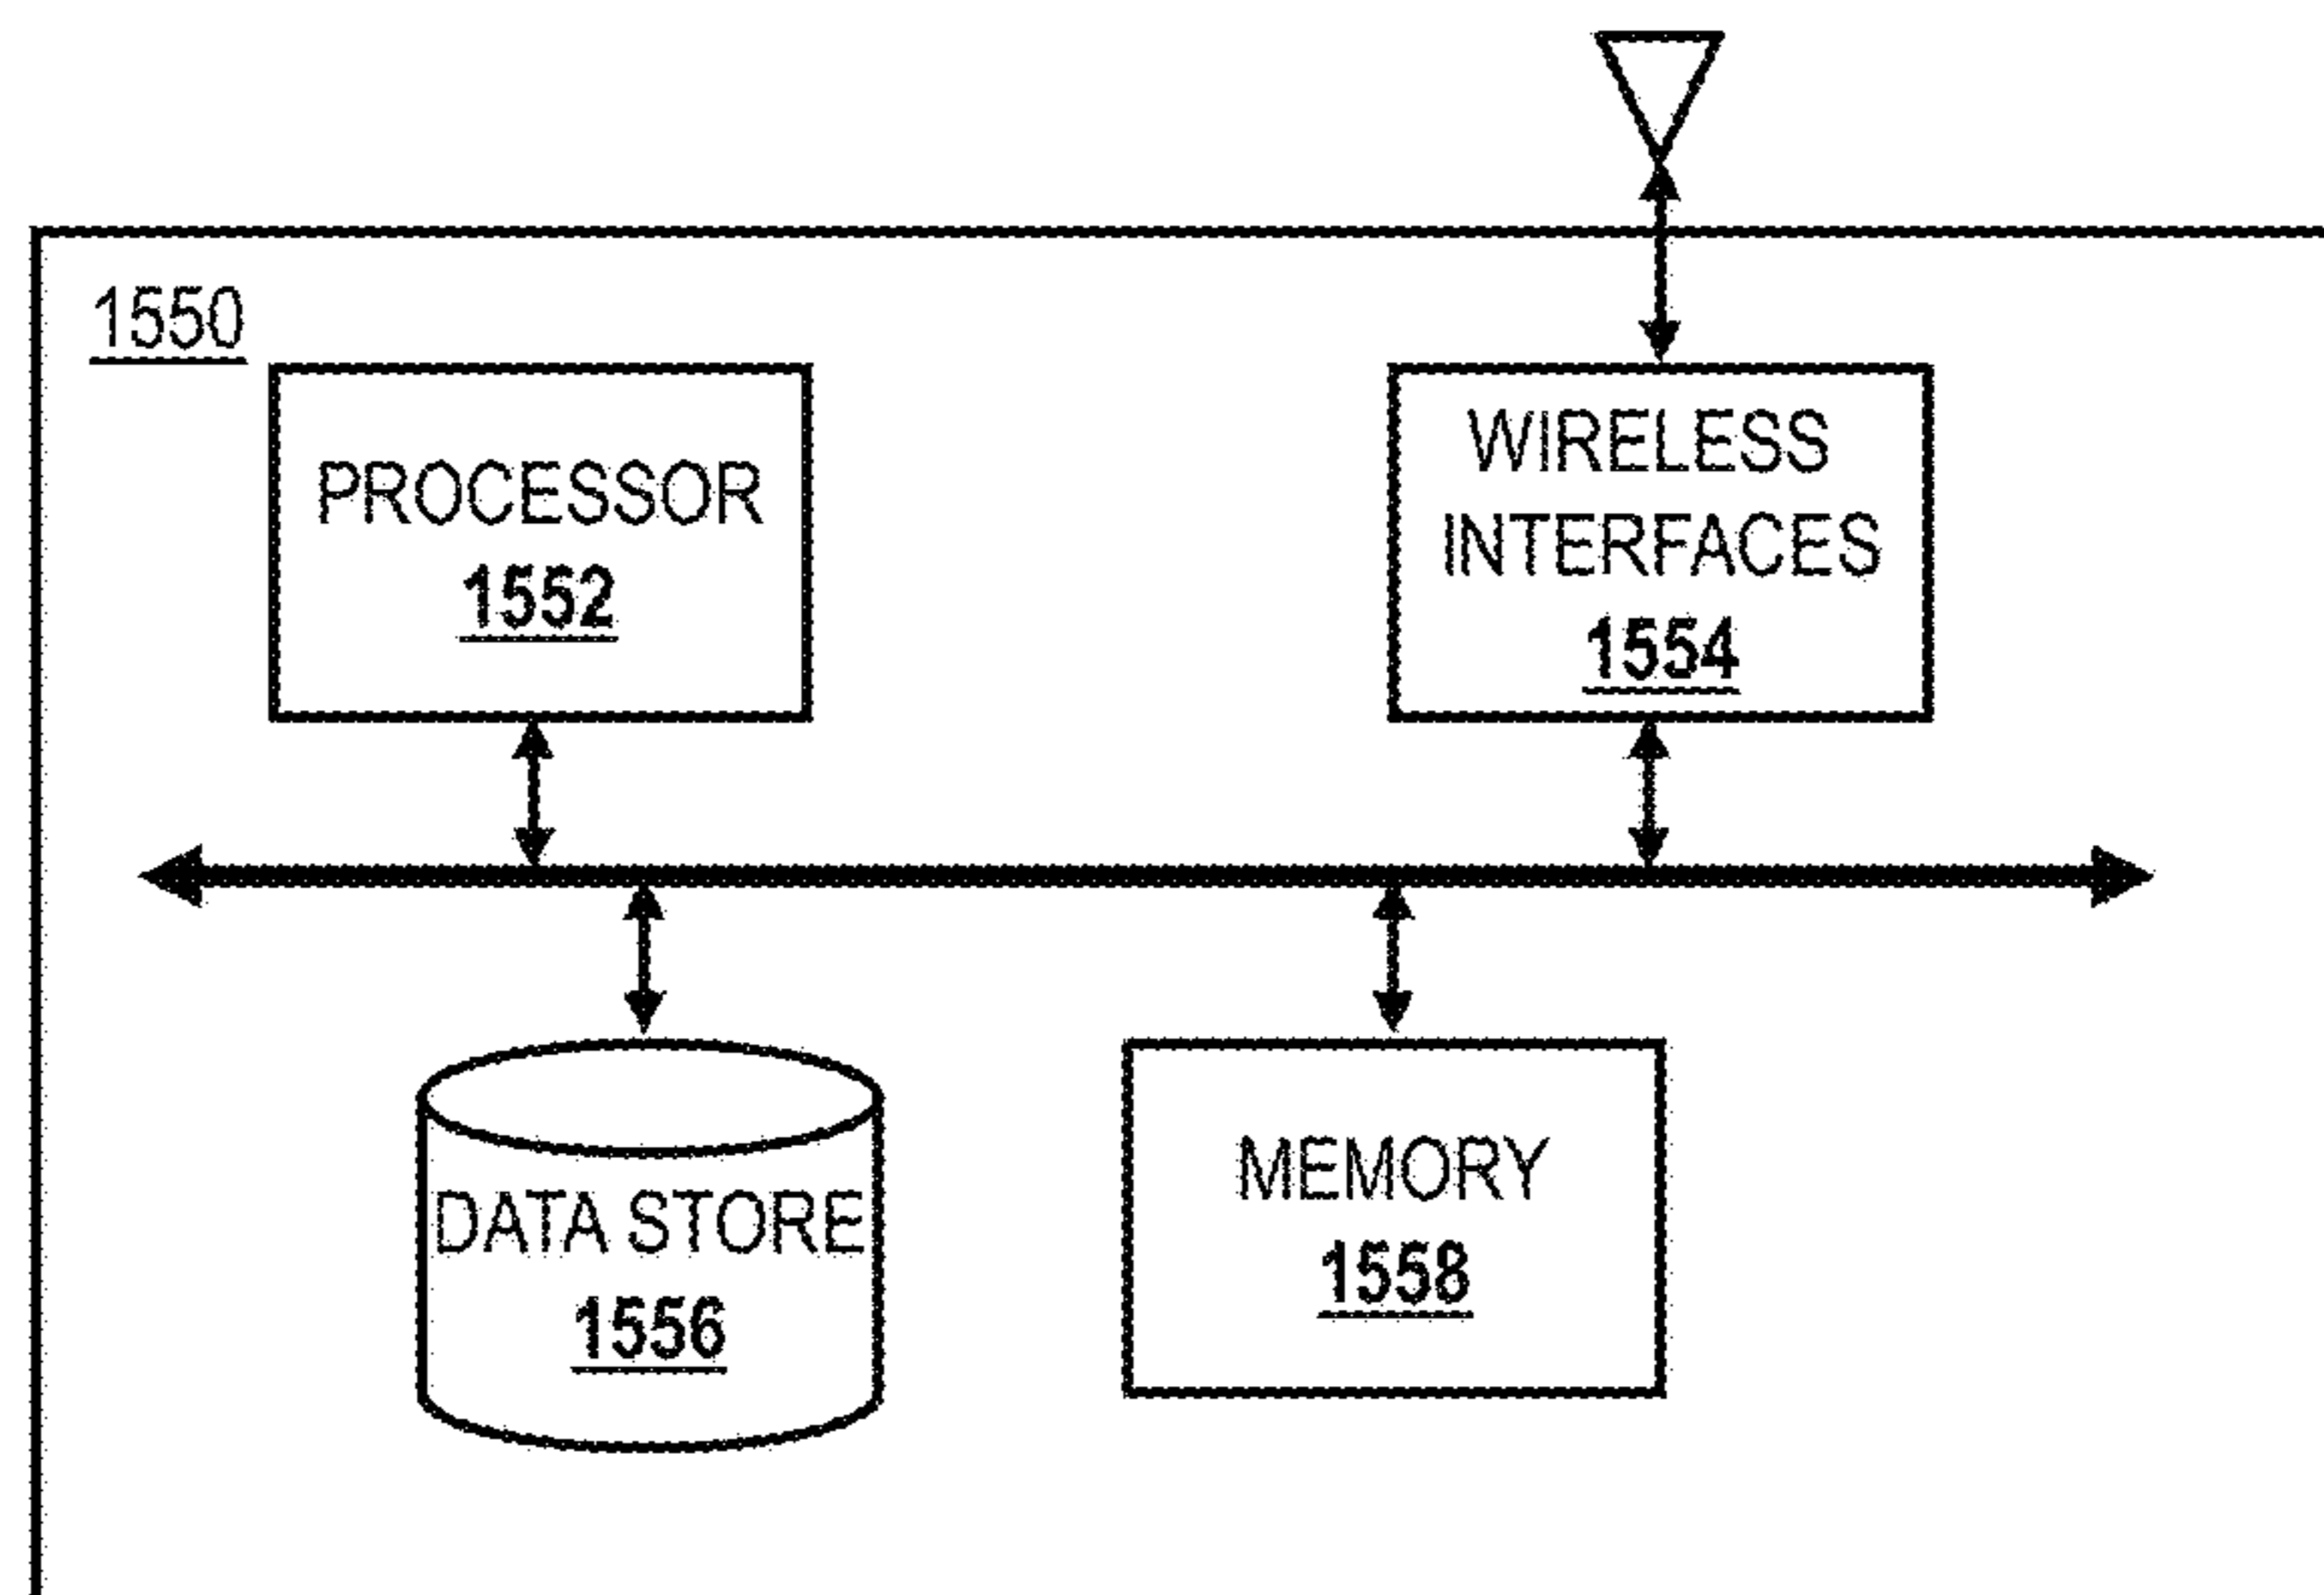 1550
PROCESSOR
1552
WIRELESS
INTERFACES
1554
DATA STORE
1556
MEMORY
1558